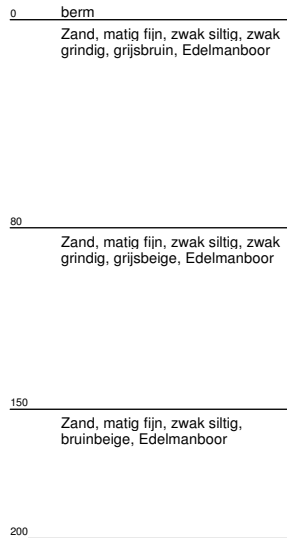 0 berm
Zand, matig fijn, zwak siltig, zwak
grindig, grijsbruin, Edelmanboor
80
Zand, matig fijn, zwak siltig, zwak
grindig, grijsbeige, Edelmanboor
150
Zand, matig fijn, zwak siltig,
bruinbeige, Edelmanboor
200